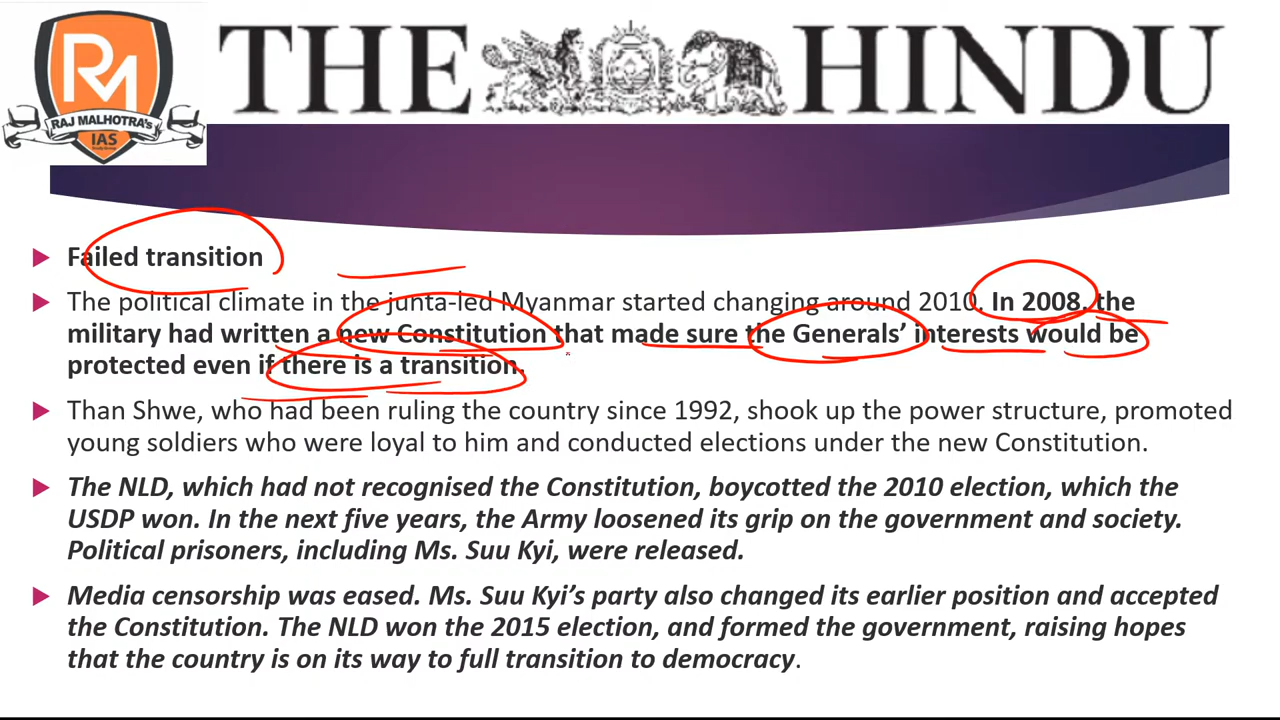 RM
RAJ MALHOTRA'S
IAS
THE HINDU
Failed transition
The political climate in the junta-led Myanmar started changing around 2010. In 2008, the
military had written a new Constitution that made sure the Generals' interests would be
protected even if there is a transition.
Than Shwe, who had been ruling the country since 1992, shook up the power structure, promoted
young soldiers who were loyal to him and conducted elections under the new Constitution.
The NLD, which had not recognised the Constitution, boycotted the 2010 election, which the
USDP won. In the next five years, the Army loosened its grip on the government and society.
Political prisoners, including Ms. Suu Kyi, were released.
Media censorship was eased. Ms. Suu Kyi's party also changed its earlier position and accepted
the Constitution. The NLD won the 2015 election, and formed the government, raising hopes
that the country is on its way to full transition to democracy.